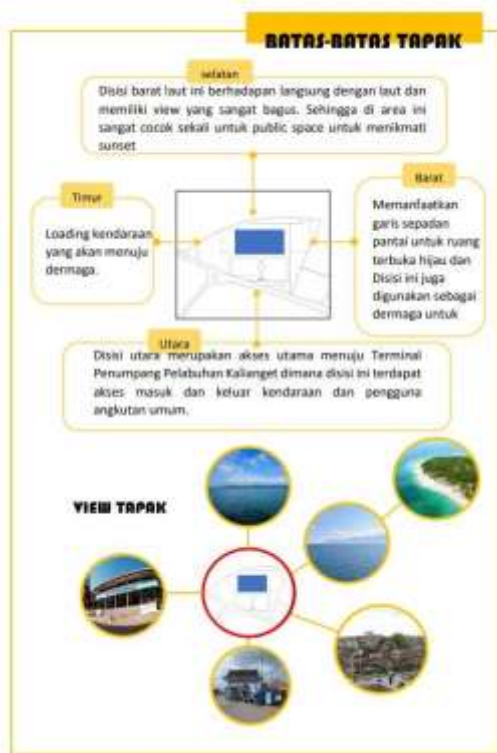 BATAS-BATAS TAPAK
selatan
Disisi barat laut ini berhadapan langsung dengan laut dan
memiliki view yang sangat bagus. Sehingga di area ini
sangat cocok sekali untuk public space untuk menikmati
sunset
Timur
Loading kendaraan
yang akan menuju
dermaga.
Barat
Memanfaatkan
garis sepadan
pantai untuk ruang
terbuka hijau dan
Disisi ini juga
digunakan sebagai
dermaga untuk
Utara
Disisi utara merupakan akses utama menuju Terminal
Penumpang Pelabuhan Kalianget dimana disisi ini terdapat
akses masuk dan keluar kendaraan dan pengguna
angkutan umum.
VIEW TAPAK